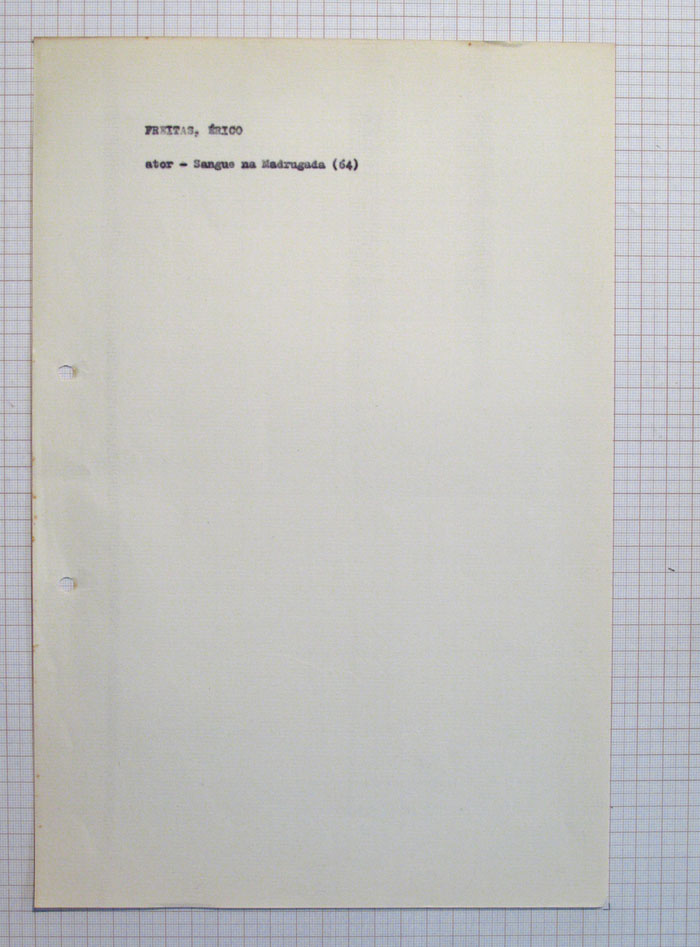 FREITAS, ÉRICO
ator - Sangue na Madrugada (64)